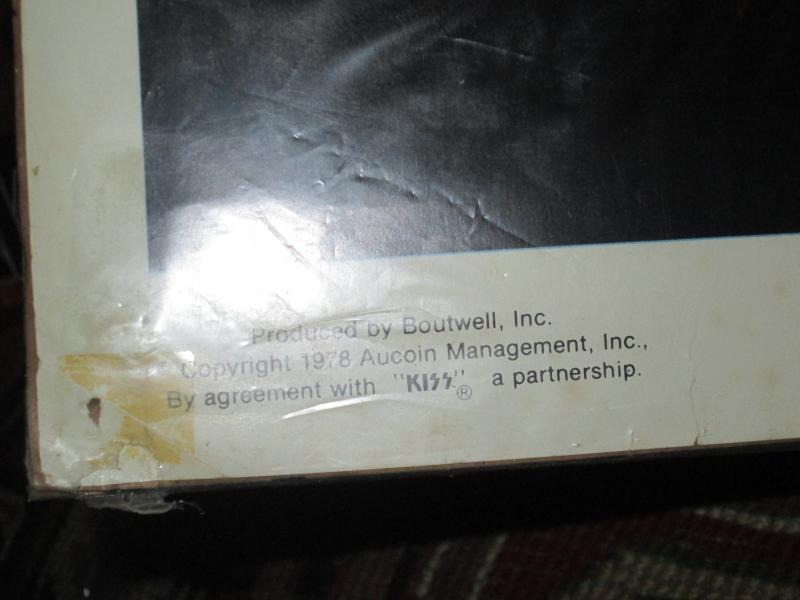 Produced by Boutwell, Inc.
© Copyright 1978 Aucoin Management, Inc.,
By agreement with "KISS"® a partnership.